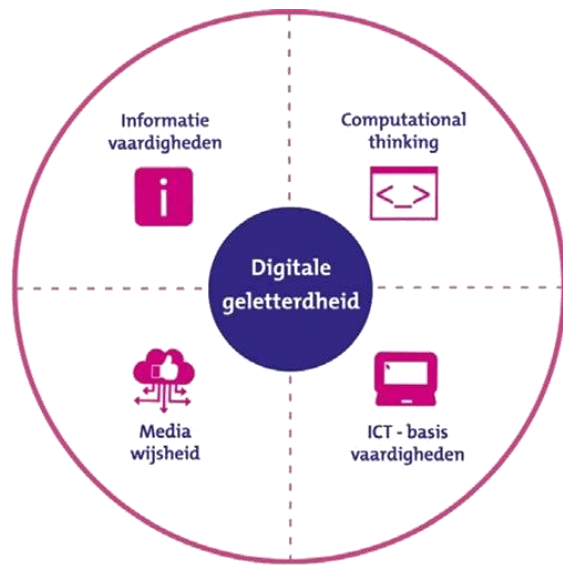 Informatie
vaardigheden
i
Computational
thinking
<_>
Digitale
geletterdheid
Media
wijsheid
ICT - basis
vaardigheden